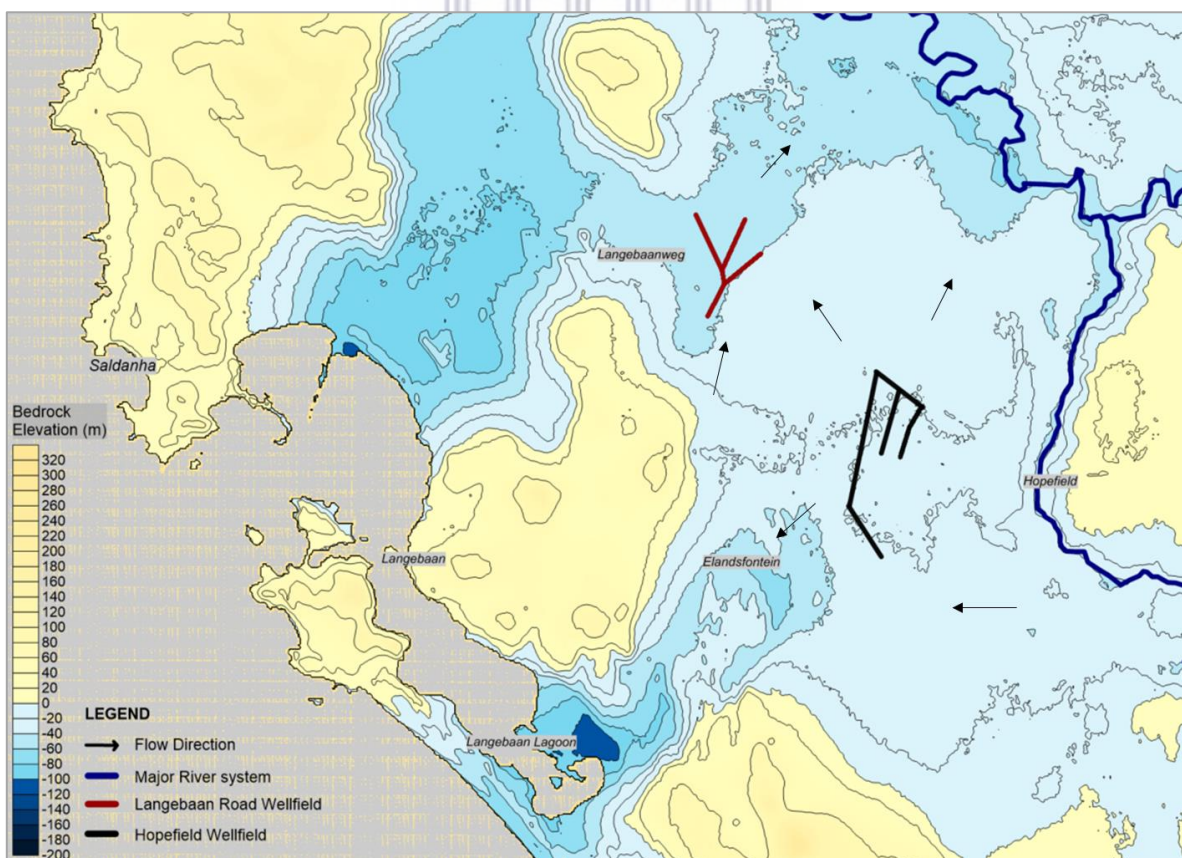 Langebaanweg
Saldanha
Hopefield
Langebaan
Elandsfontein
Langebaan Lagoon
Bedrock
Elevation (m)
320
300
280
260
240
220
200
180
160
140
120
100
80
60
40
20
0
-20
-40
-60
-80
-100
-120
-140
-160
-180
-200
LEGEND
Flow Direction
Major River system
Langebaan Road Wellfield
Hopefield Wellfield